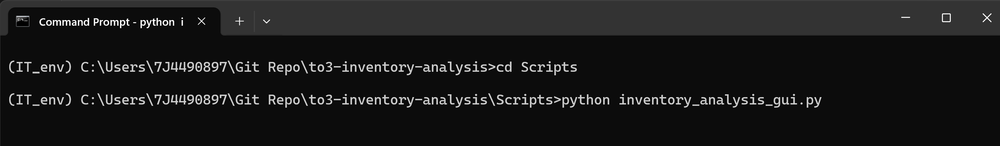 Command Prompt - python i
(IT_env) C:\Users\7J4490897\Git Repo\to3-inventory-analysis>cd Scripts
(IT_env) C:\Users\7J4490897\Git Repo\to3-inventory-analysis\Scripts>python inventory_analysis_gui.py